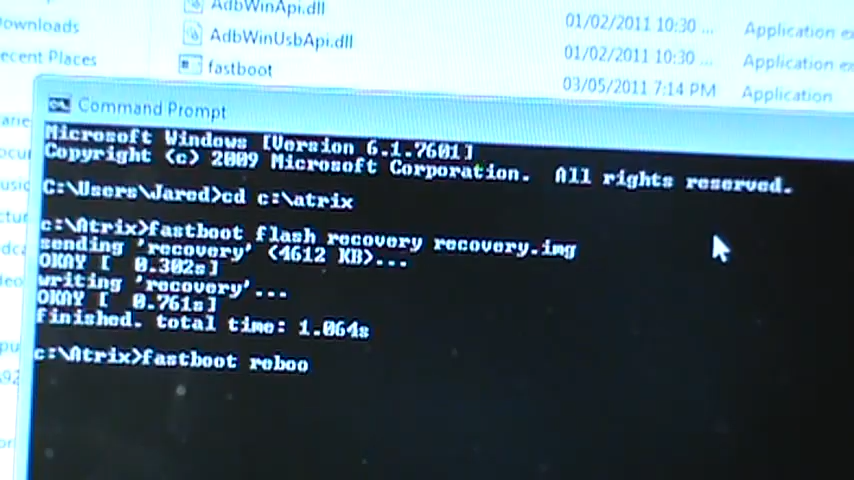 AdbWinApi.dll
01/02/2011 10:30 ... Application ex
AdbWinUsbApi.dll
01/02/2011 10:30 ... Application ex
fastboot
03/05/2011 7:14 PM Application
ownloads
ecent Places
Command Prompt
Microsoft Windows [Version 6.1.7601]
Copyright (c) 2009 Microsoft Corporation. All rights reserved.
C:\Users\Jared>cd c:\atrix
c:\Atrix>fastboot flash recovery recovery.img
sending 'recovery' (4612 KB)...
OKAY [ 0.302s]
writing 'recovery'...
OKAY [ 0.761s]
finished. total time: 1.064s
c:\Atrix>fastboot reboo